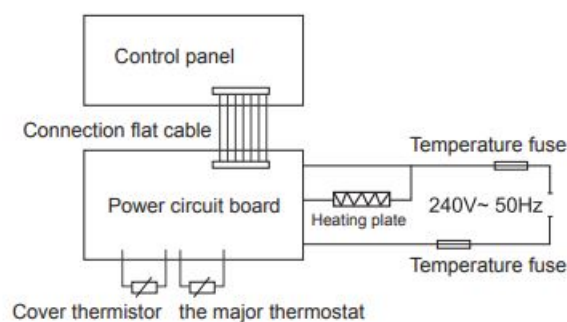 Control panel
Connection flat cable
Temperature fuse
Power circuit board
Heating plate
240V~ 50Hz
Temperature fuse
Cover thermistor
the major thermostat